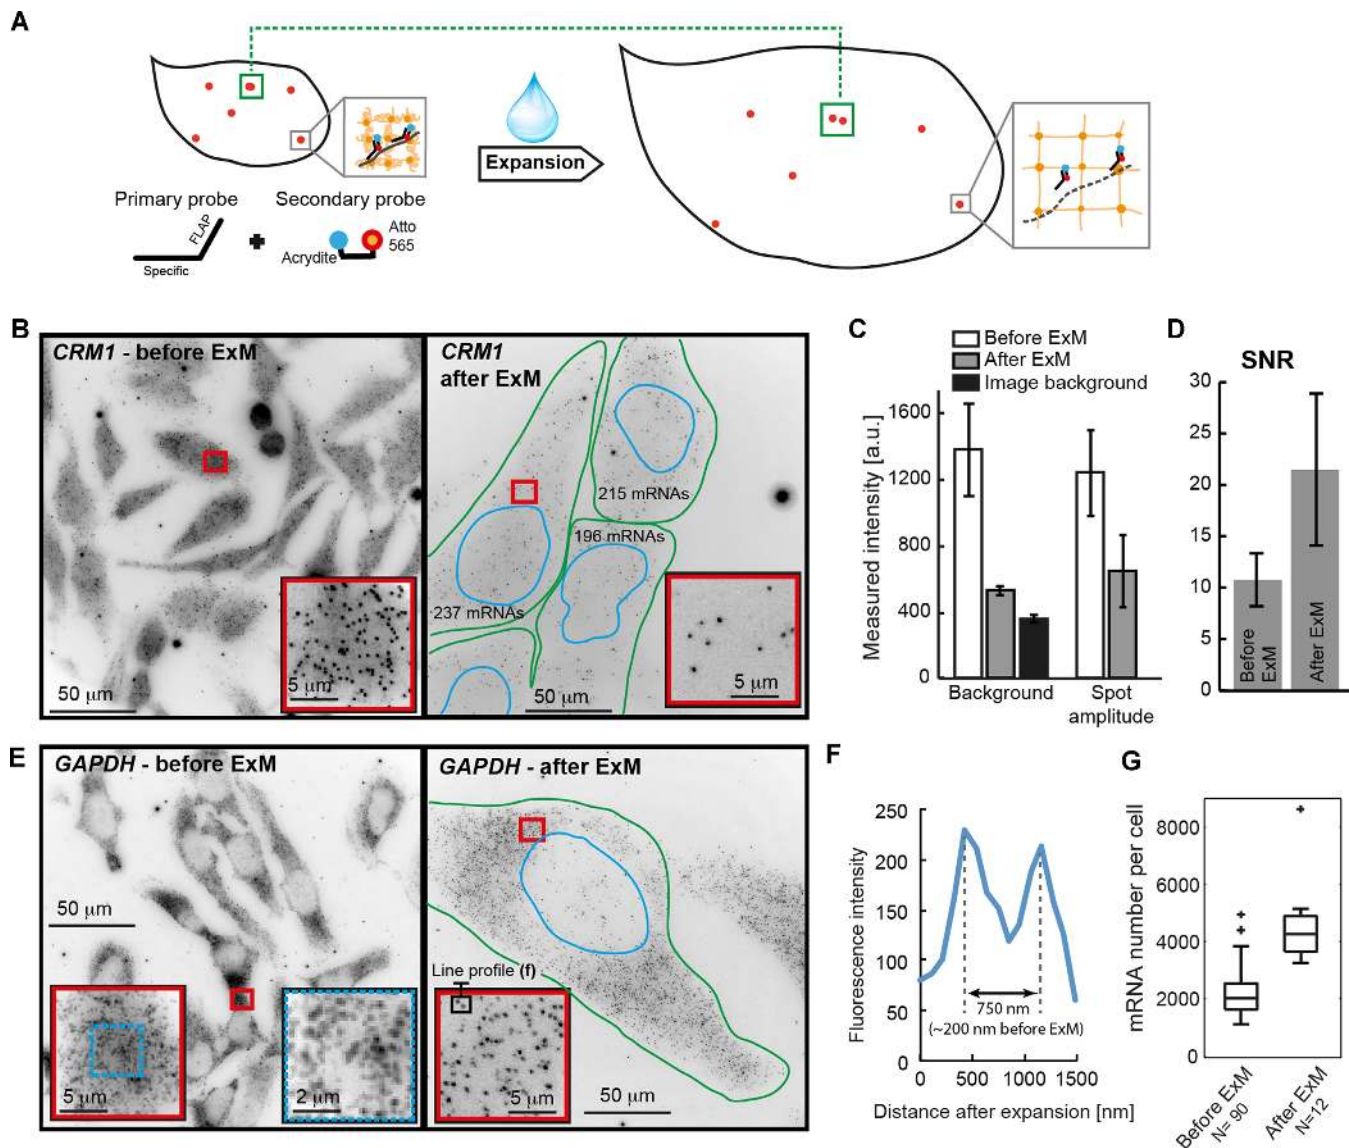 A
Expansion
Primary probe
Secondary probe
FLAP
Specific
Acrydite
Atto
565
B
CRM1 - before ExM
50 µm
5 µm
CRM1
after ExM
215 mRNAs
196 mRNAs
237 mRNAs
50 µm
5 µm
C
Before ExM
After ExM
Image background
Measured intensity [a.u.]
1600
1200
800
400
0
Background
Spot
amplitude
D
SNR
30
25
20
15
10
5
0
Before
ExM
After ExM
E
GAPDH - before ExM
50 µm
5 µm
2 µm
GAPDH - after ExM
Line profile (f)
5 µm
50 µm
F
Fluorescence intensity
250
200
150
100
50
0
750 nm
(~200 nm before ExM)
0
500
1000
1500
Distance after expansion [nm]
G
mRNA number per cell
8000
6000
4000
2000
0
Before ExM
N= 90
After ExM
N=12